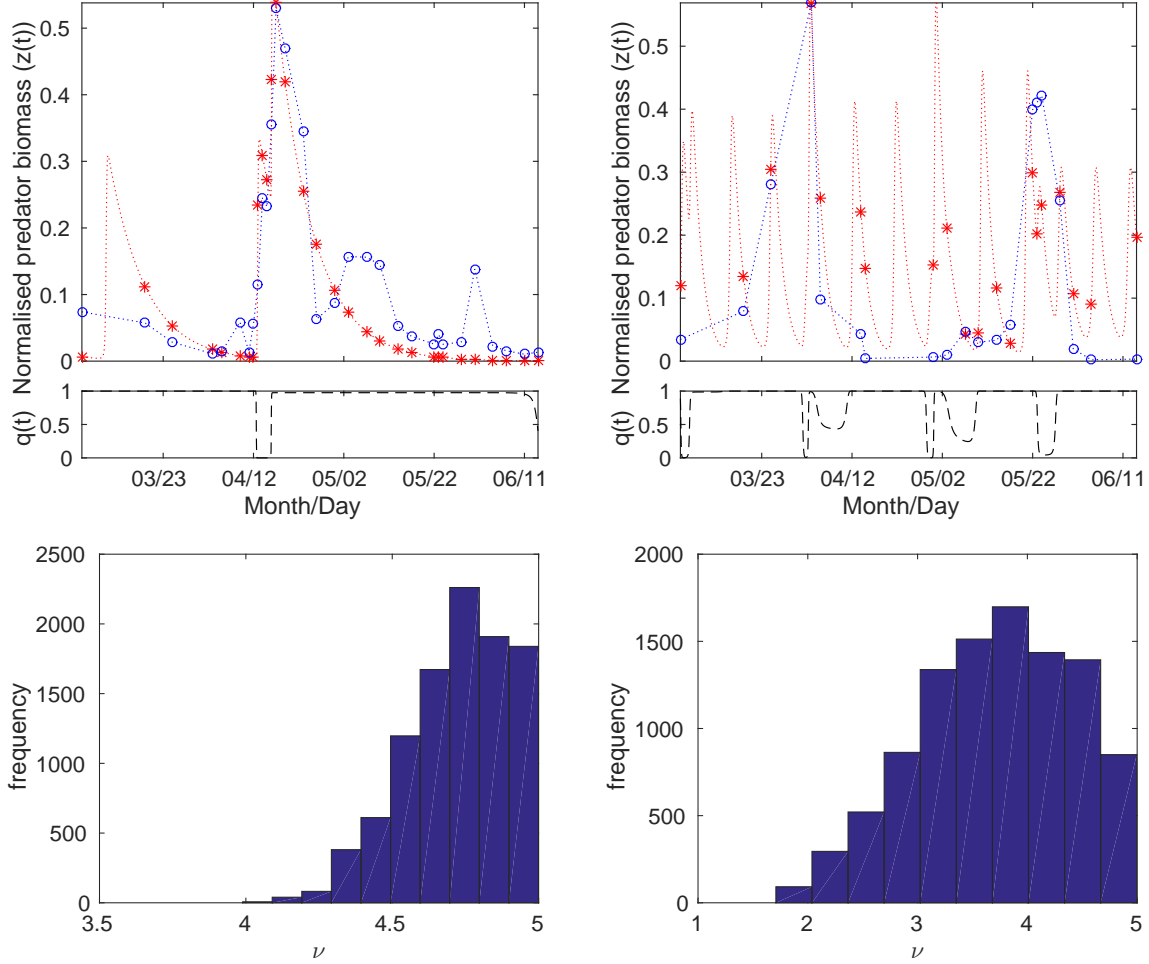 Normalised predator biomass (z(t))
0.5
0.4
0.3
0.2
0.1
0
q(t)
1
0.5
0
03/23 04/12 05/02 05/22 06/11
Month/Day
Normalised predator biomass (z(t))
0.5
0.4
0.3
0.2
0.1
0
q(t)
1
0.5
0
03/23 04/12 05/02 05/22 06/11
Month/Day
frequency
2500
2000
1500
1000
500
0
3.5 4 4.5 5
ν
frequency
2000
1500
1000
500
0
1 2 3 4 5
ν